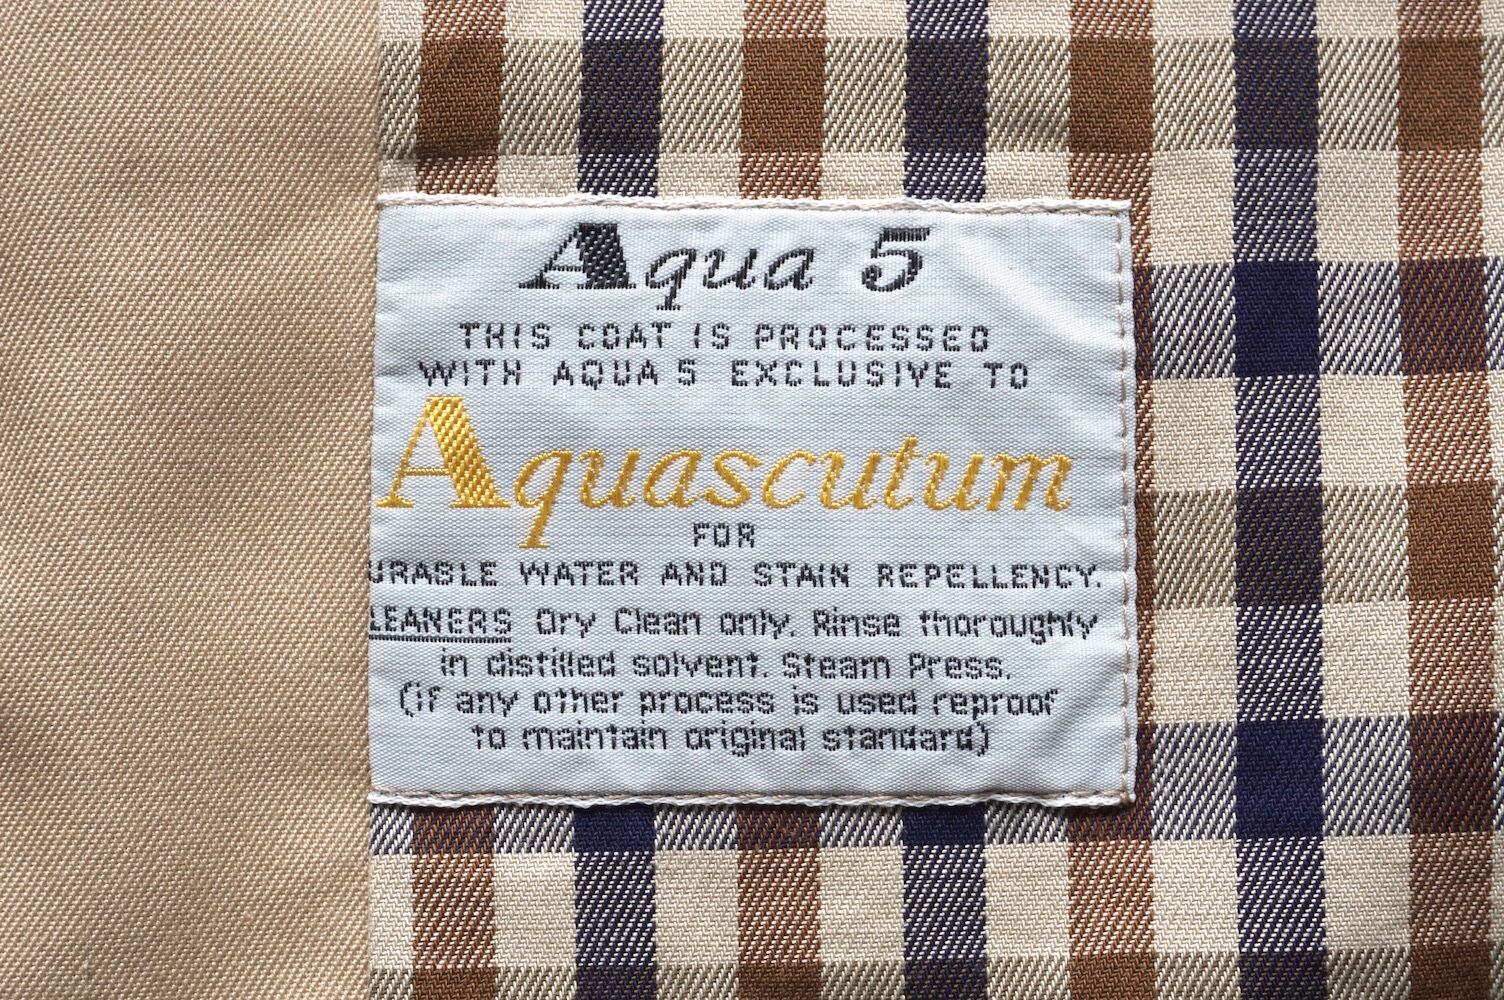 Aqua 5
THIS COAT IS PROCESSED
WITH AQUA 5 EXCLUSIVE TO
Aquascutum
FOR
URABLE WATER AND STAIN REPELLENCY.
LEANERS Dry Clean only. Rinse thoroughly
in distilled solvent. Steam Press.
(if any other process is used reproof
to maintain original standard)